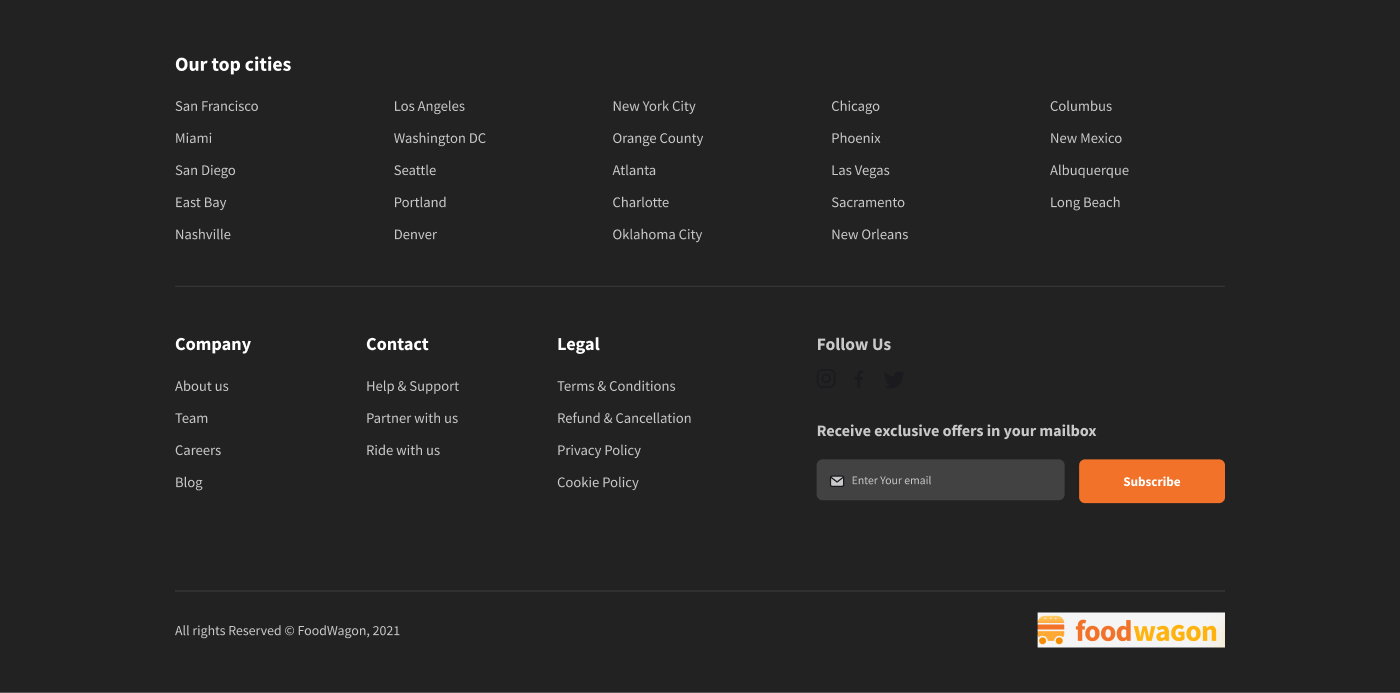 Our top cities
San Francisco
Miami
San Diego
East Bay
Nashville
Los Angeles
Washington DC
Seattle
Portland
Denver
New York City
Orange County
Atlanta
Charlotte
Oklahoma City
Chicago
Phoenix
Las Vegas
Sacramento
New Orleans
Columbus
New Mexico
Albuquerque
Long Beach
Company
About us
Team
Careers
Blog
Contact
Help & Support
Partner with us
Ride with us
Legal
Terms & Conditions
Refund & Cancellation
Privacy Policy
Cookie Policy
Follow Us
Receive exclusive offers in your mailbox
Enter Your email
Subscribe
All rights Reserved © FoodWagon, 2021
foodwagon